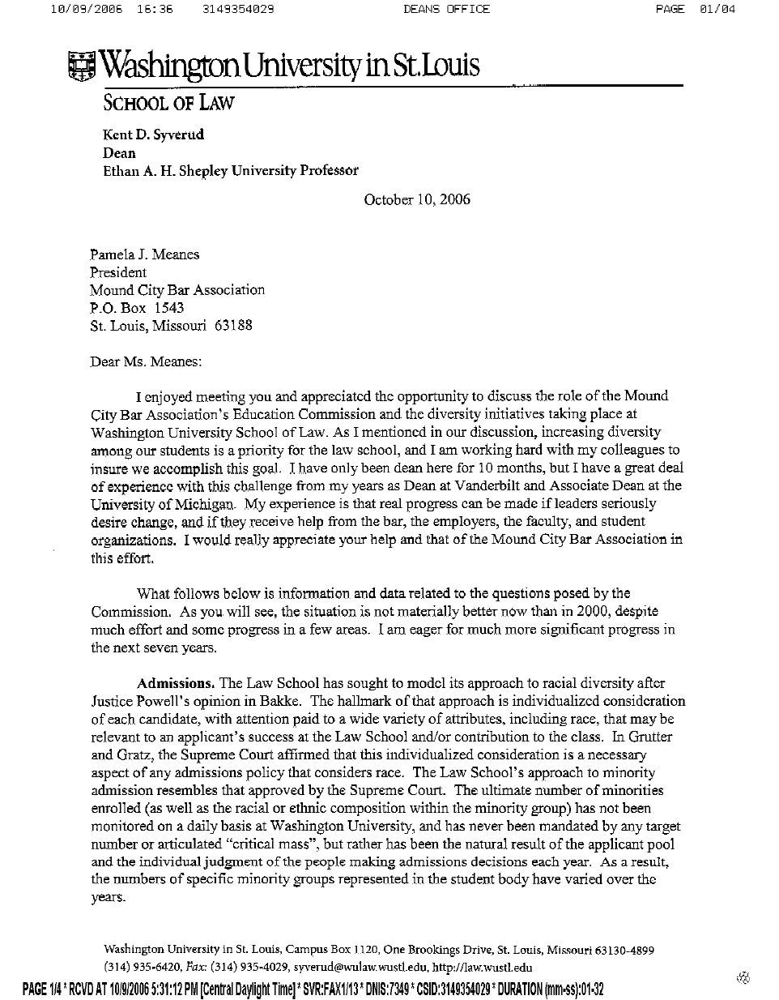 10/09/2006 16:36 3149354029 DEANS OFFICE PAGE 01/04
Washington University in St. Louis
SCHOOL OF LAW
Kent D. Syverud
Dean
Ethan A. H. Shepley University Professor
October 10, 2006
Pamela J. Meanes
President
Mound City Bar Association
P.O. Box 1543
St. Louis, Missouri 63188
Dear Ms. Meanes:
I enjoyed meeting you and appreciated the opportunity to discuss the role of the Mound
City Bar Association's Education Commission and the diversity initiatives taking place at
Washington University School of Law. As I mentioned in our discussion, increasing diversity
among our students is a priority for the law school, and I am working hard with my colleagues to
insure we accomplish this goal. I have only been dean here for 10 months, but I have a great deal
of experience with this challenge from my years as Dean at Vanderbilt and Associate Dean at the
University of Michigan. My experience is that real progress can be made if leaders seriously
desire change, and if they receive help from the bar, the employers, the faculty, and student
organizations. I would really appreciate your help and that of the Mound City Bar Association in
this effort.
What follows below is information and data related to the questions posed by the
Commission. As you will see, the situation is not materially better now than in 2000, despite
much effort and some progress in a few areas. I am eager for much more significant progress in
the next seven years.
Admissions. The Law School has sought to model its approach to racial diversity after
Justice Powell's opinion in Bakke. The hallmark of that approach is individualized consideration
of each candidate, with attention paid to a wide variety of attributes, including race, that may be
relevant to an applicant's success at the Law School and/or contribution to the class. In Grutter
and Gratz, the Supreme Court affirmed that this individualized consideration is a necessary
aspect of any admissions policy that considers race. The Law School's approach to minority
admission resembles that approved by the Supreme Court. The ultimate number of minorities
enrolled (as well as the racial or ethnic composition within the minority group) has not been
monitored on a daily basis at Washington University, and has never been mandated by any target
number or articulated "critical mass", but rather has been the natural result of the applicant pool
and the individual judgment of the people making admissions decisions each year. As a result,
the numbers of specific minority groups represented in the student body have varied over the
years.
Washington University in St. Louis, Campus Box 1120, One Brookings Drive, St. Louis, Missouri 63130-4899
(314) 935-6420, Fax: (314) 935-4029, syverud@wulaw.wustl.edu, http://law.wustl.edu
PAGE 1/4 * RCVD AT 10/9/2006 5:31:12 PM [Central Daylight Time] * SVR:FAX1/13 * DNIS:7349 * CSID:3149354029 * DURATION (mm-ss):01-32